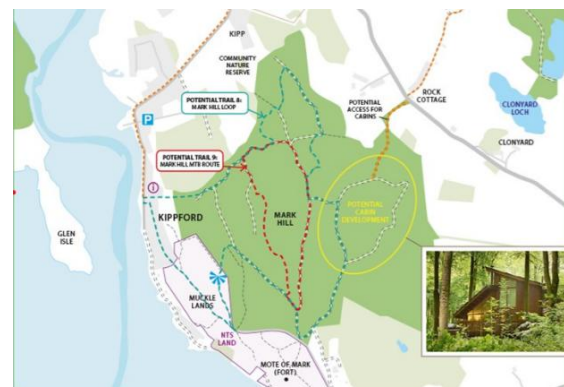 KIPP
COMMUNITY
NATURE
RESERVE
POTENTIAL TRAIL 8:
MARK HILL LOOP
P
POTENTIAL
ACCESS FOR
CABINS
ROCK
COTTAGE
CLONYARD
LOCH
CLONYARD
POTENTIAL TRAIL 9:
MARK HILL MTB ROUTE
i
KIPPFORD
MARK
HILL
POTENTIAL
CABIN
DEVELOPMENT
GLEN
ISLE
MUCKLE
LANDS
NTS
LAND
MOTE OF MARK
(FORT)